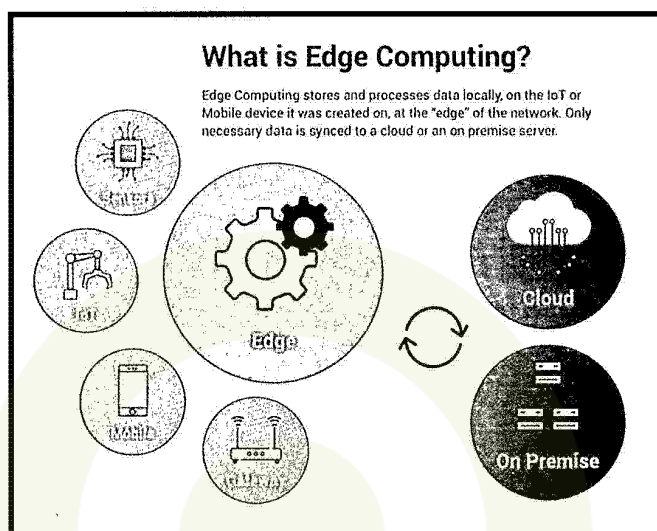 What is Edge Computing?
Edge Computing stores and processes data locally, on the IoT or
Mobile device it was created on, at the "edge" of the network. Only
necessary data is synced to a cloud or an on premise server.
Edge
Cloud
Mobile
Gateway
On Premise